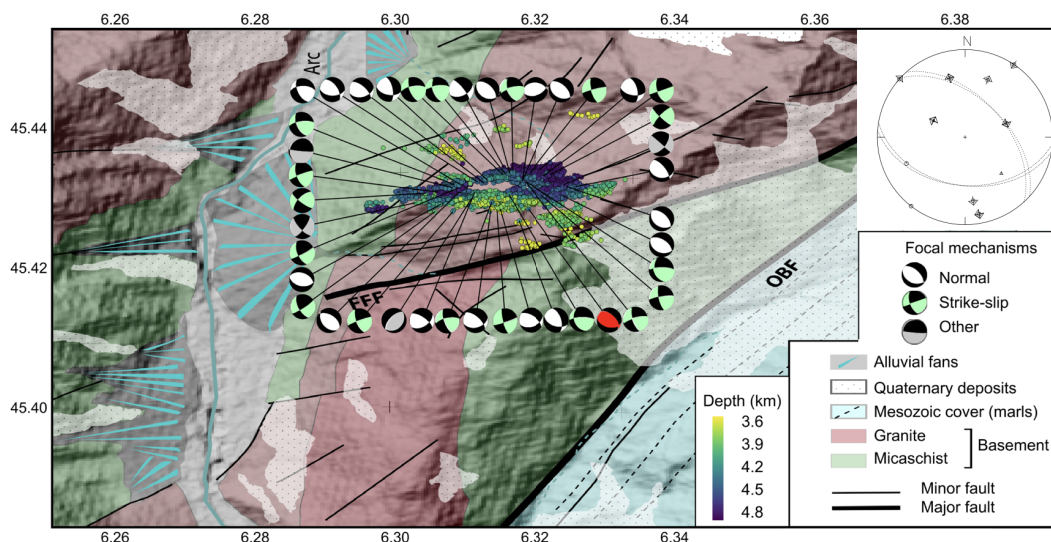 6.26 6.28 6.30 6.32 6.34 6.36 6.38
N
Arc
45.44
45.42
45.40
FFF
OBF
Focal mechanisms
Normal
Strike-slip
Other
Alluvial fans
Quaternary deposits
Mesozoic cover (marls)
Granite
Basement
Micaschist
Minor fault
Major fault
Depth (km)
3.6
3.9
4.2
4.5
4.8
6.26 6.28 6.30 6.32 6.34